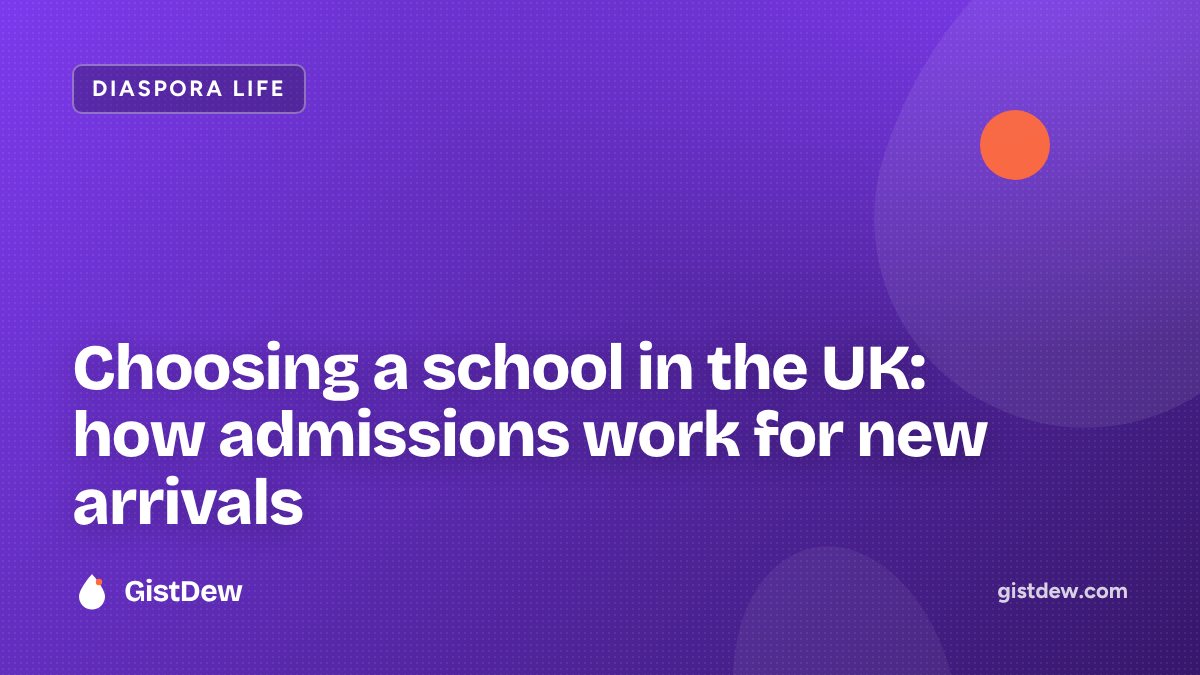 DIASPORA LIFE
Choosing a school in the UK:
how admissions work for new
arrivals
GistDew
gistdew.com